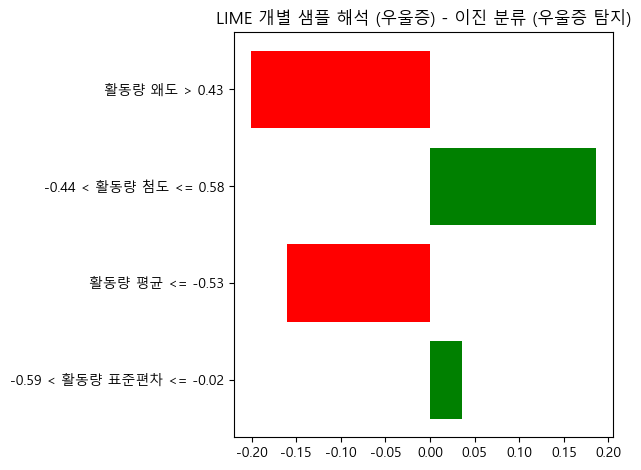 LIME 개별 샘플 해석 (우울증) - 이진 분류 (우울증 탐지)
활동량 왜도 > 0.43
-0.44 < 활동량 첨도 <= 0.58
활동량 평균 <= -0.53
-0.59 < 활동량 표준편차 <= -0.02
-0.20 -0.15 -0.10 -0.05 0.00 0.05 0.10 0.15 0.20